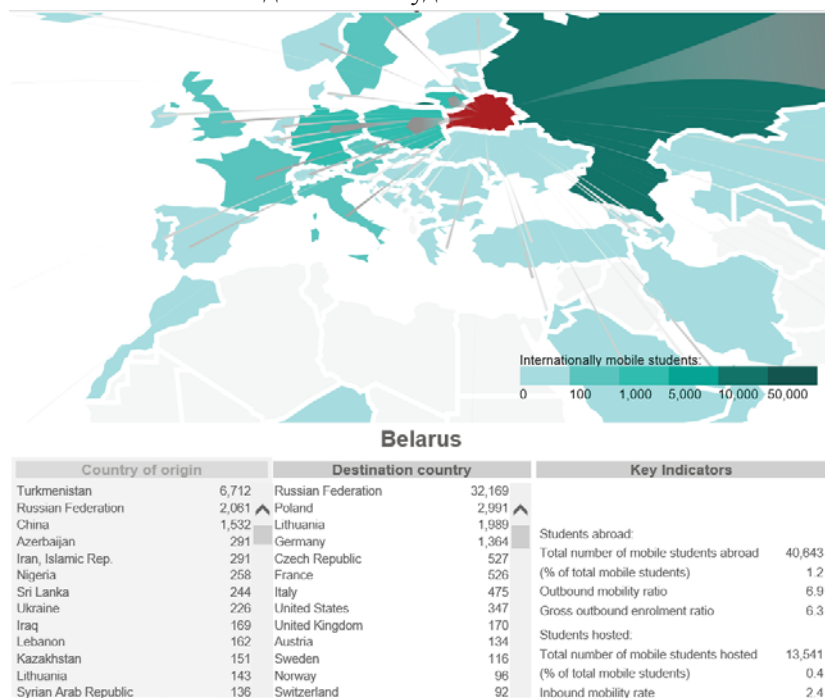 Internationally mobile students:
0 100 1,000 5,000 10,000 50,000
Belarus
Country of origin
Turkmenistan 6,712
Russian Federation 2,061
China 1,532
Azerbaijan 291
Iran, Islamic Rep. 291
Nigeria 258
Sri Lanka 244
Ukraine 226
Iraq 169
Lebanon 162
Kazakhstan 151
Lithuania 143
Syrian Arab Republic 136
Destination country
Russian Federation 32,169
Poland 2,991
Lithuania 1,989
Germany 1,364
Czech Republic 527
France 526
Italy 475
United States 347
United Kingdom 170
Austria 134
Sweden 116
Norway 96
Switzerland 92
Key Indicators
Students abroad:
Total number of mobile students abroad 40,643
(% of total mobile students) 1.2
Outbound mobility ratio 6.9
Gross outbound enrolment ratio 6.3
Students hosted:
Total number of mobile students hosted 13,541
(% of total mobile students) 0.4
Inbound mobility rate 2.4